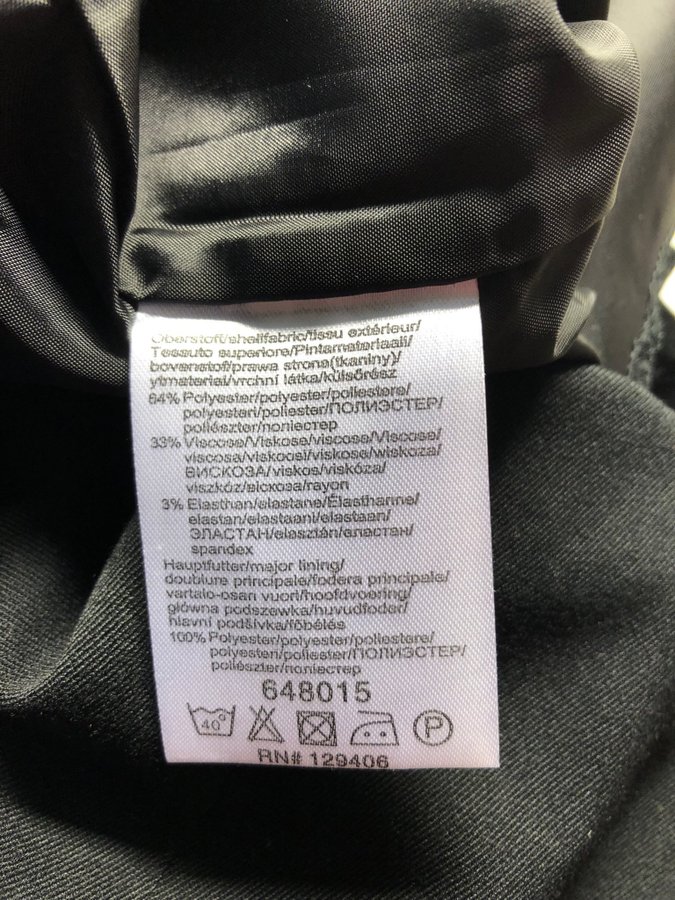 Oberstoff/shellfabric/tissu extérieur/
Tessuto superiore/Pintamateriaali/
bovenstof/prawa strona(tkaniny)/
ytmaterial/vrchní látka/külsőrész
64% Polyester/polyester/poliestere/
polyesteri/poliester/ПОЛИЭСТЕР/
poliészter/полiестер
33% Viscose/Viskose/viscose/Viscose/
viscosa/viskoosi/viskose/wiskoza/
ВИСКОЗА/viskos/viskóza/
viszkóz/вiскоза/rayon
3% Elasthan/elastane/Élasthanne/
elastan/elastaani/elastaan/
ЭЛАСТАН/elasztán/еластан/
spandex
Hauptfutter/major lining/
doublure principale/fodera principale/
vartalo-osan vuori/hoofdvoering/
główna podszewka/huvudfoder/
hlavní podšívka/főbélés
100% Polyester/polyester/poliestere/
polyesteri/poliester/ПОЛИЭСТЕР/
poliészter/полiестер
648015
40° P
RN# 129406